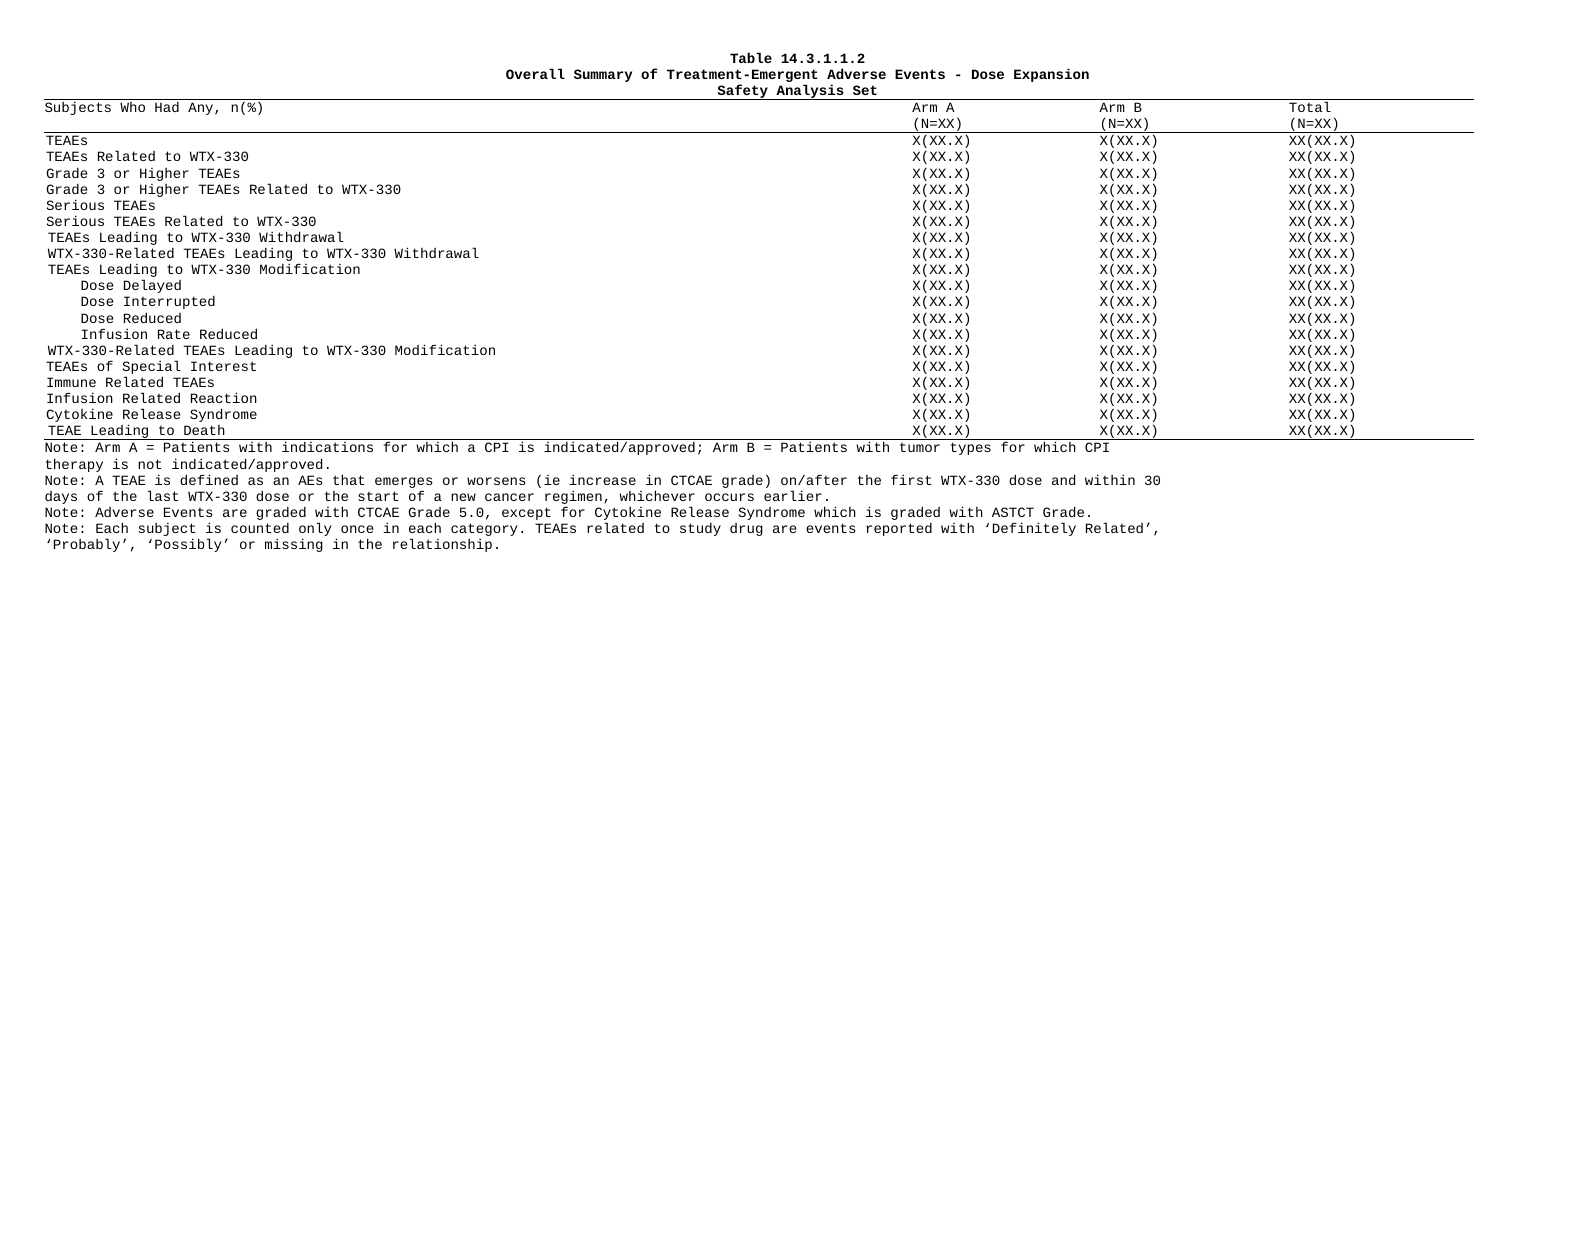 Table 14.3.1.1.2
Overall Summary of Treatment-Emergent Adverse Events - Dose Expansion
Safety Analysis Set
Subjects Who Had Any, n(%) Arm A Arm B Total
(N=XX) (N=XX) (N=XX)
TEAEs X(XX.X) X(XX.X) XX(XX.X)
TEAEs Related to WTX-330 X(XX.X) X(XX.X) XX(XX.X)
Grade 3 or Higher TEAEs X(XX.X) X(XX.X) XX(XX.X)
Grade 3 or Higher TEAEs Related to WTX-330 X(XX.X) X(XX.X) XX(XX.X)
Serious TEAEs X(XX.X) X(XX.X) XX(XX.X)
Serious TEAEs Related to WTX-330 X(XX.X) X(XX.X) XX(XX.X)
TEAEs Leading to WTX-330 Withdrawal X(XX.X) X(XX.X) XX(XX.X)
WTX-330-Related TEAEs Leading to WTX-330 Withdrawal X(XX.X) X(XX.X) XX(XX.X)
TEAEs Leading to WTX-330 Modification X(XX.X) X(XX.X) XX(XX.X)
Dose Delayed X(XX.X) X(XX.X) XX(XX.X)
Dose Interrupted X(XX.X) X(XX.X) XX(XX.X)
Dose Reduced X(XX.X) X(XX.X) XX(XX.X)
Infusion Rate Reduced X(XX.X) X(XX.X) XX(XX.X)
WTX-330-Related TEAEs Leading to WTX-330 Modification X(XX.X) X(XX.X) XX(XX.X)
TEAEs of Special Interest X(XX.X) X(XX.X) XX(XX.X)
Immune Related TEAEs X(XX.X) X(XX.X) XX(XX.X)
Infusion Related Reaction X(XX.X) X(XX.X) XX(XX.X)
Cytokine Release Syndrome X(XX.X) X(XX.X) XX(XX.X)
TEAE Leading to Death X(XX.X) X(XX.X) XX(XX.X)
Note: Arm A = Patients with indications for which a CPI is indicated/approved; Arm B = Patients with tumor types for which CPI
therapy is not indicated/approved.
Note: A TEAE is defined as an AEs that emerges or worsens (ie increase in CTCAE grade) on/after the first WTX-330 dose and within 30
days of the last WTX-330 dose or the start of a new cancer regimen, whichever occurs earlier.
Note: Adverse Events are graded with CTCAE Grade 5.0, except for Cytokine Release Syndrome which is graded with ASTCT Grade.
Note: Each subject is counted only once in each category. TEAEs related to study drug are events reported with ‘Definitely Related’,
‘Probably’, ‘Possibly’ or missing in the relationship.